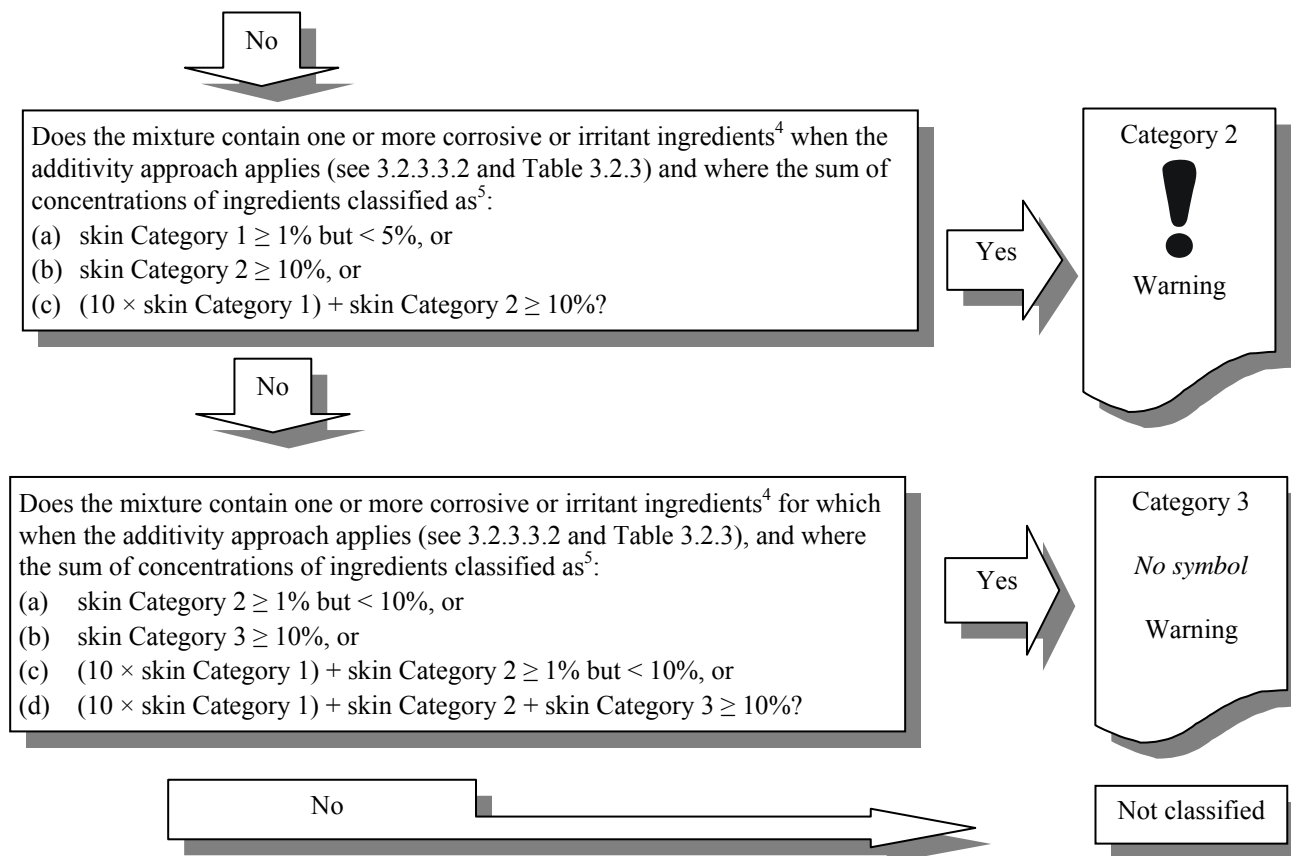 No
Does the mixture contain one or more corrosive or irritant ingredients⁴ when the
additivity approach applies (see 3.2.3.3.2 and Table 3.2.3) and where the sum of
concentrations of ingredients classified as⁵:
(a) skin Category 1 ≥ 1% but < 5%, or
(b) skin Category 2 ≥ 10%, or
(c) (10 × skin Category 1) + skin Category 2 ≥ 10%?
Yes
Category 2
Warning
No
Does the mixture contain one or more corrosive or irritant ingredients⁴ for which
when the additivity approach applies (see 3.2.3.3.2 and Table 3.2.3), and where
the sum of concentrations of ingredients classified as⁵:
(a) skin Category 2 ≥ 1% but < 10%, or
(b) skin Category 3 ≥ 10%, or
(c) (10 × skin Category 1) + skin Category 2 ≥ 1% but < 10%, or
(d) (10 × skin Category 1) + skin Category 2 + skin Category 3 ≥ 10%?
Yes
Category 3
No symbol
Warning
No
Not classified